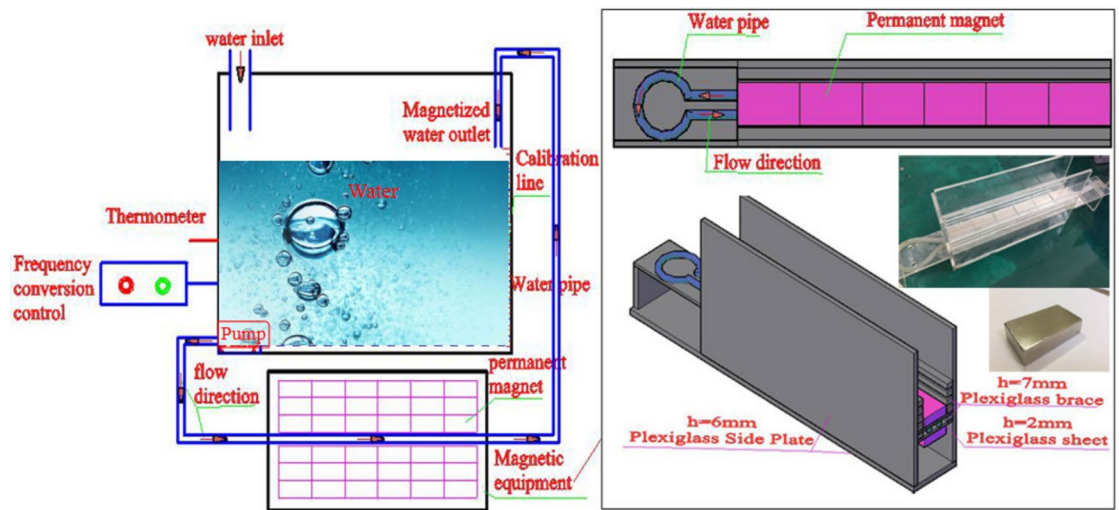 water inlet
Magnetized
water outlet
Calibration
line
Water
Thermometer
Frequency
conversion
control
Water pipe
Pump
flow
direction
permanent
magnet
Magnetic
equipment
Water pipe
Permanent magnet
Flow direction
h=7mm
Plexiglass brace
h=6mm
Plexiglass Side Plate
h=2mm
Plexiglass sheet